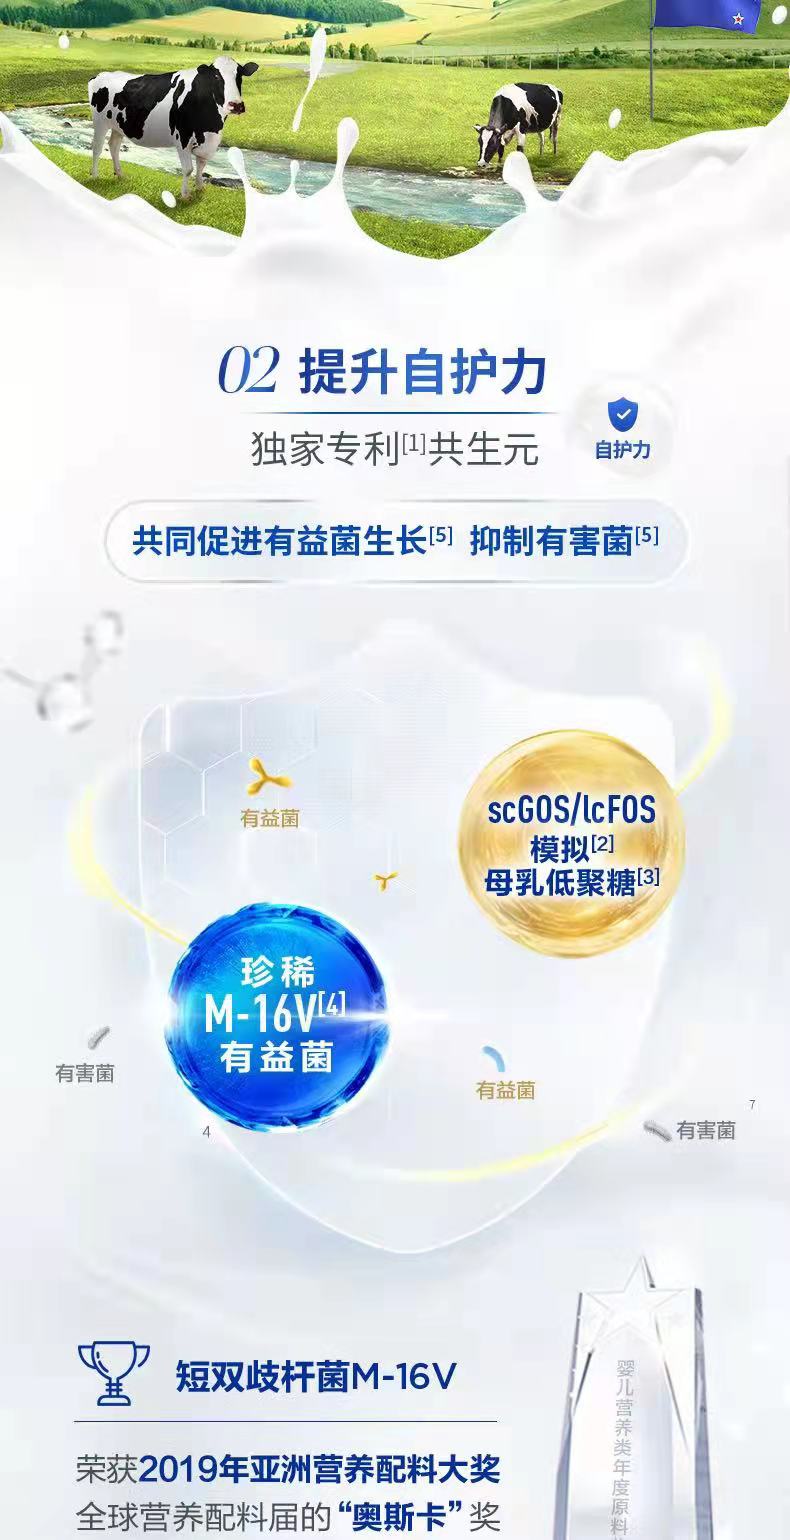 02 提升自护力
独家专利[1]共生元
自护力
共同促进有益菌生长[5] 抑制有害菌[5]
有益菌
scGOS/lcFOS
模拟[2]
母乳低聚糖[3]
珍稀
M-16V[4]
有益菌
有害菌
有益菌
7
有害菌
4
短双歧杆菌M-16V
荣获2019年亚洲营养配料大奖
全球营养配料届的“奥斯卡”奖
婴儿营养类年度原料